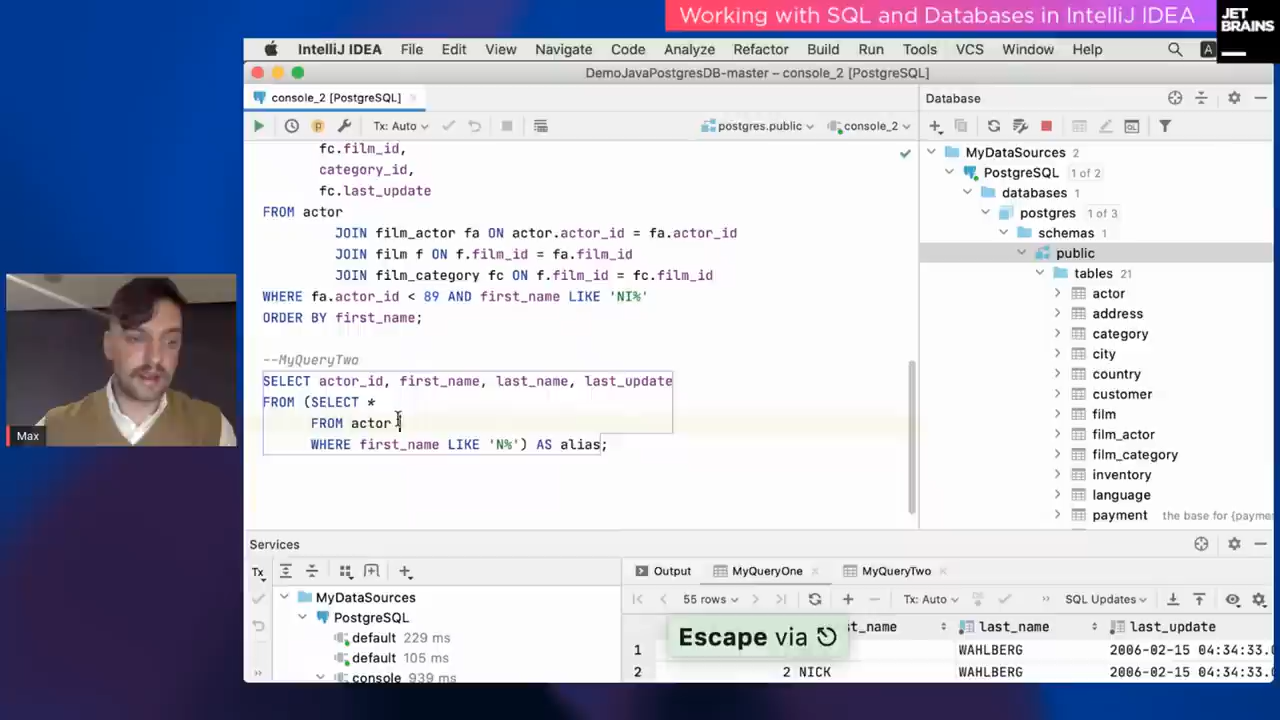 Working with SQL and Databases in IntelliJ IDEA
JET
BRAINS
IntelliJ IDEA File Edit View Navigate Code Analyze Refactor Build Run Tools VCS Window Help A
DemoJavaPostgresDB-master – console_2 [PostgreSQL]
console_2 [PostgreSQL]
Tx: Auto postgres.public console_2
fc.film_id,
category_id,
fc.last_update
FROM actor
JOIN film_actor fa ON actor.actor_id = fa.actor_id
JOIN film f ON f.film_id = fa.film_id
JOIN film_category fc ON f.film_id = fc.film_id
WHERE fa.actor_id < 89 AND first_name LIKE 'NI%'
ORDER BY first_name;
--MyQueryTwo
SELECT actor_id, first_name, last_name, last_update
FROM (SELECT *
FROM actor
WHERE first_name LIKE 'N%') AS alias;
Database
MyDataSources 2
PostgreSQL 1 of 2
databases 1
postgres 1 of 3
schemas 1
public
tables 21
actor
address
category
city
country
customer
film
film_actor
film_category
inventory
language
payment the base for {payme
Max
Services
Tx
MyDataSources
PostgreSQL
default 229 ms
default 105 ms
console 939 ms
Output MyQueryOne MyQueryTwo
55 rows Tx: Auto SQL Updates
_name last_name last_update
1 WAHLBERG 2006-02-15 04:34:33.0
2 2 NICK WAHLBERG 2006-02-15 04:34:33.
Escape via